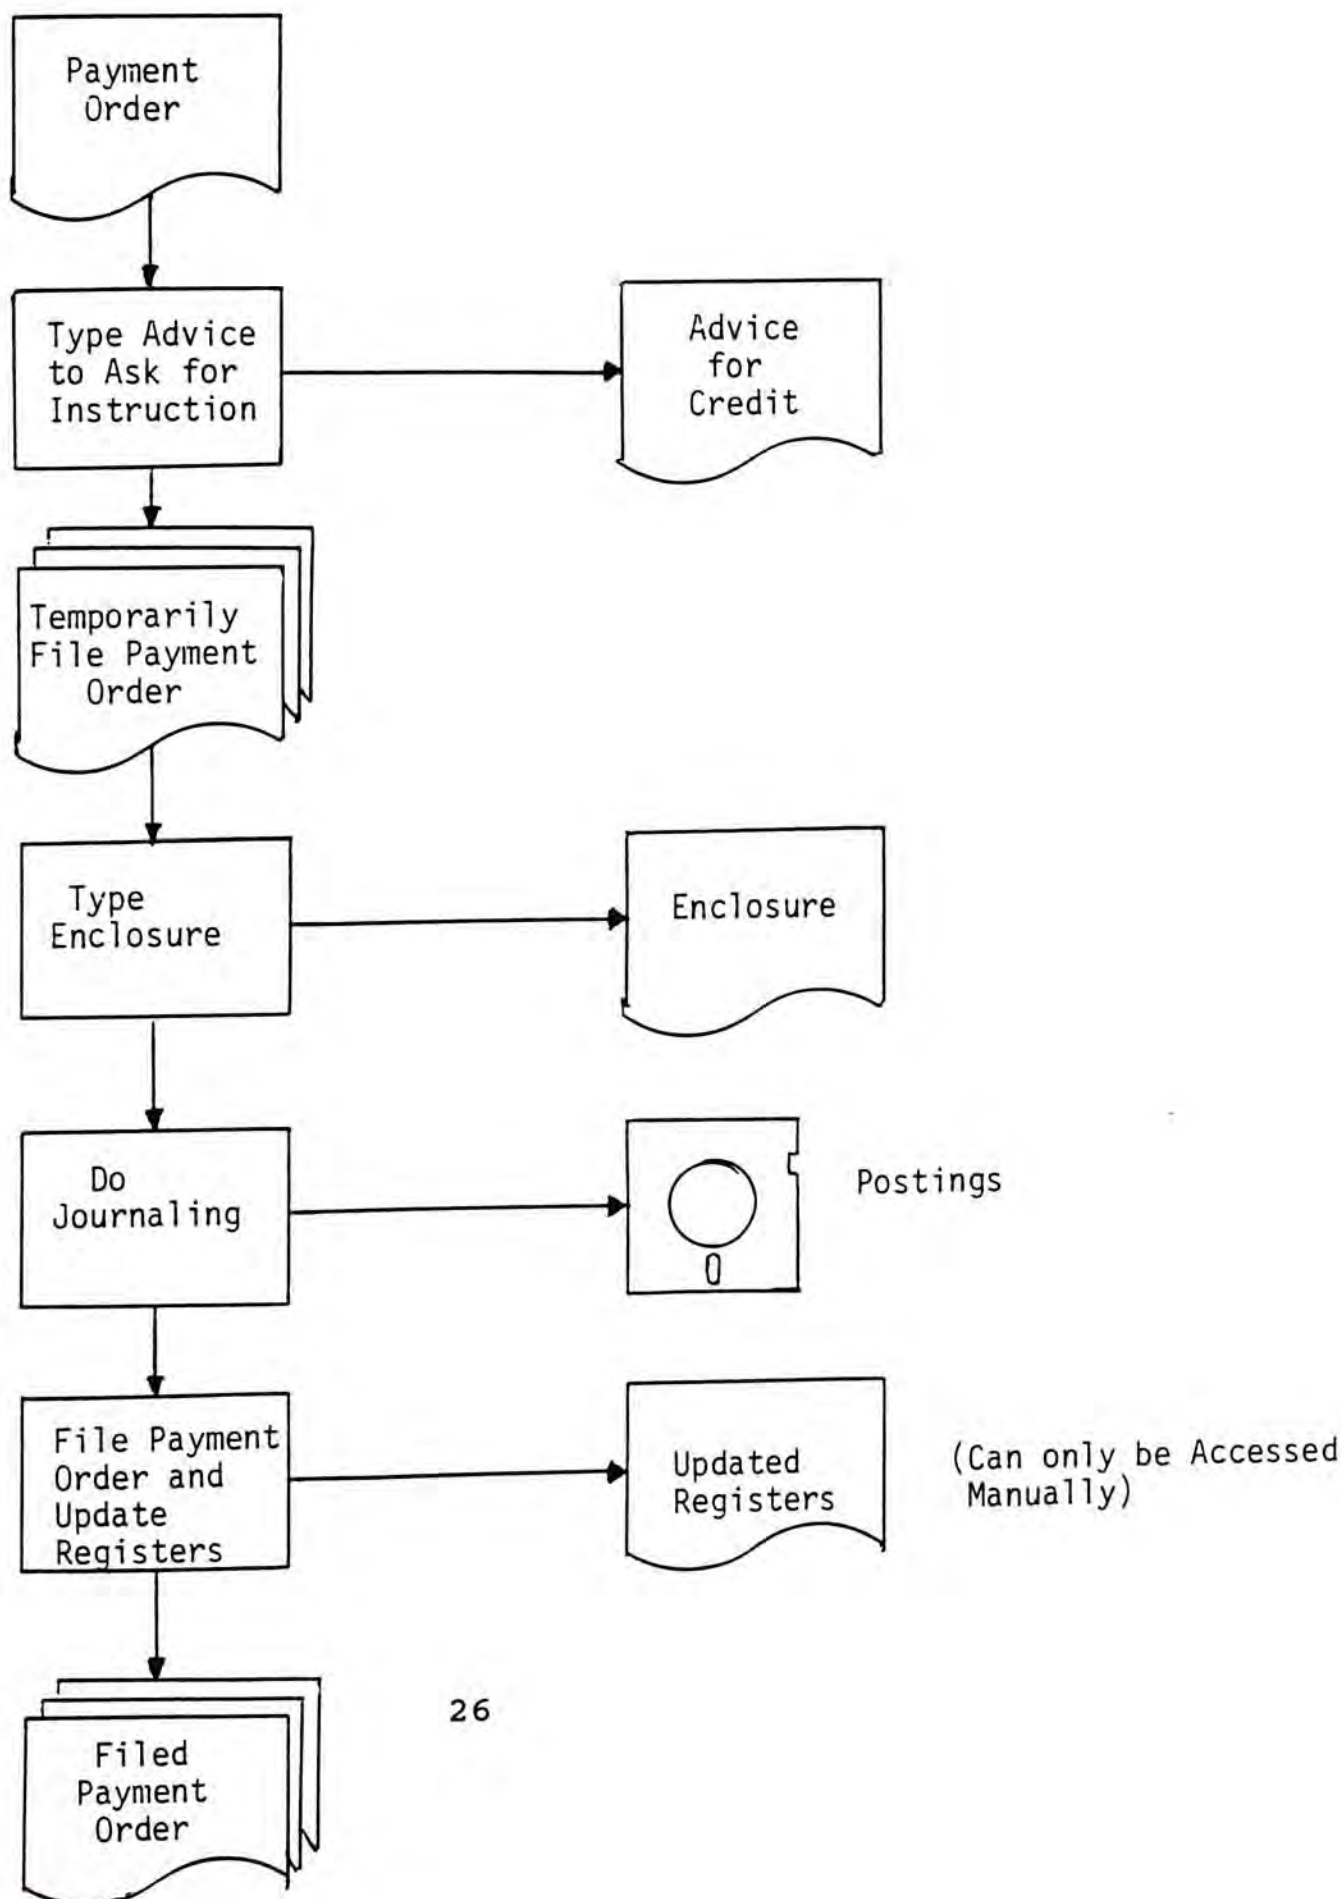 Payment
Order
Type Advice
to Ask for
Instruction
Advice
for
Credit
Temporarily
File Payment
Order
Type
Enclosure
Enclosure
Do
Journaling
Postings
File Payment
Order and
Update
Registers
Updated
Registers
(Can only be Accessed
Manually)
26
Filed
Payment
Order